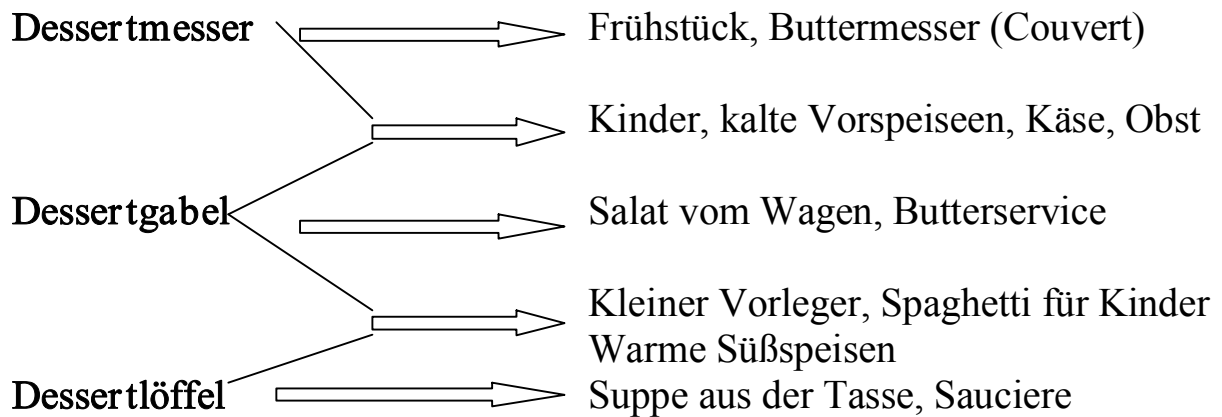 Dessertmesser Frühstück, Buttermesser (Couvert)
Kinder, kalte Vorspeiseen, Käse, Obst
Dessertgabel Salat vom Wagen, Butterservice
Kleiner Vorleger, Spaghetti für Kinder
Warme Süßspeisen
Dessertlöffel Suppe aus der Tasse, Sauciere